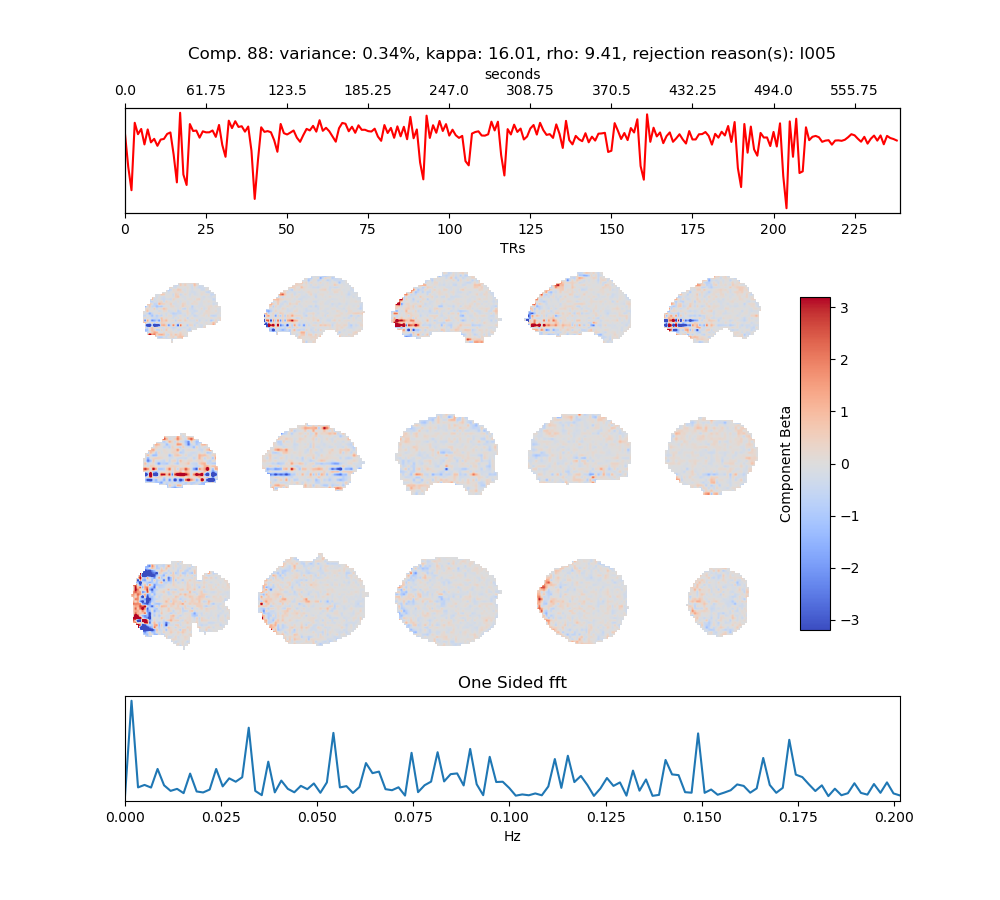 Comp. 88: variance: 0.34%, kappa: 16.01, rho: 9.41, rejection reason(s): I005
seconds
0.0 61.75 123.5 185.25 247.0 308.75 370.5 432.25 494.0 555.75
0 25 50 75 100 125 150 175 200 225
TRs
3
2
1
0
−1
−2
−3
Component Beta
One Sided fft
0.000 0.025 0.050 0.075 0.100 0.125 0.150 0.175 0.200
Hz